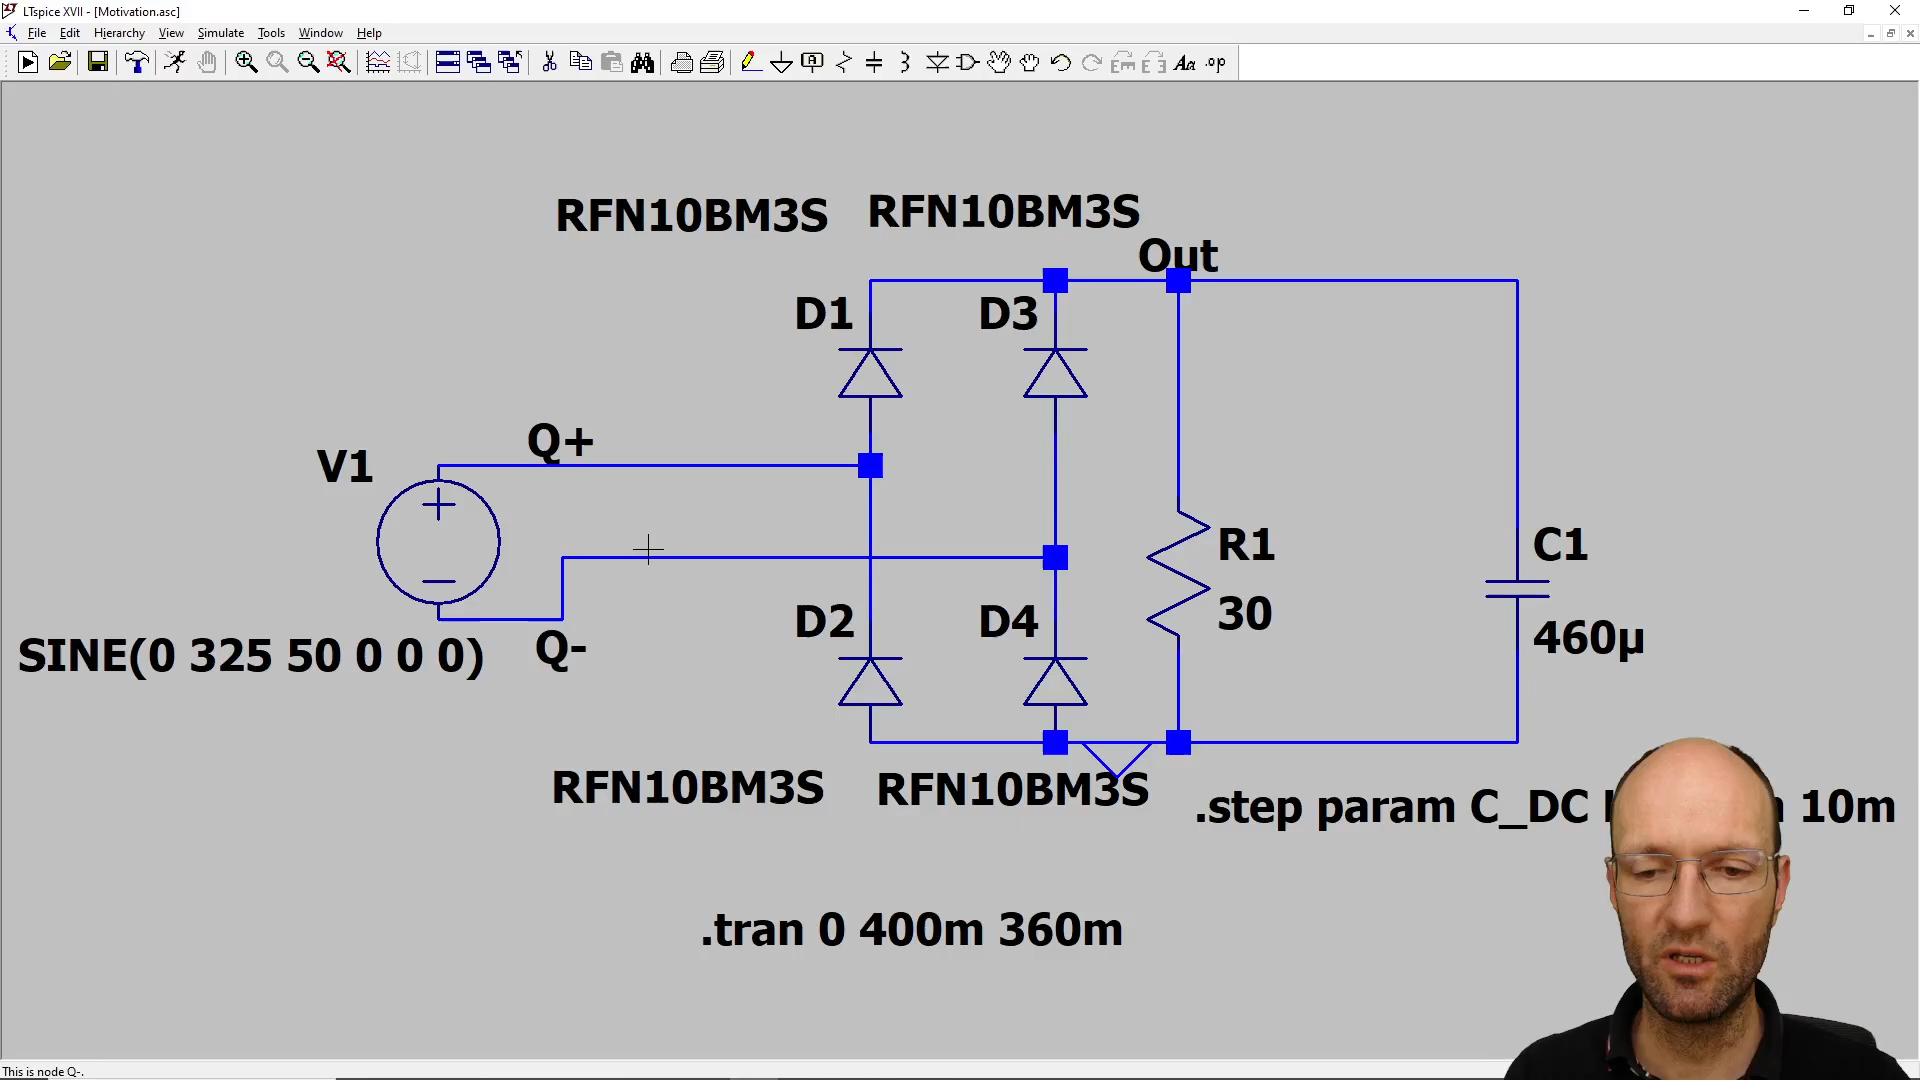 LTspice XVII - [Motivation.asc]
File Edit Hierarchy View Simulate Tools Window Help
Aa .op
RFN10BM3S RFN10BM3S
Out
D1 D3
Q+
V1
R1 C1
30
460µ
D2 D4
Q-
SINE(0 325 50 0 0 0)
RFN10BM3S RFN10BM3S
.step param C_DC 10m
.tran 0 400m 360m
This is node Q-.